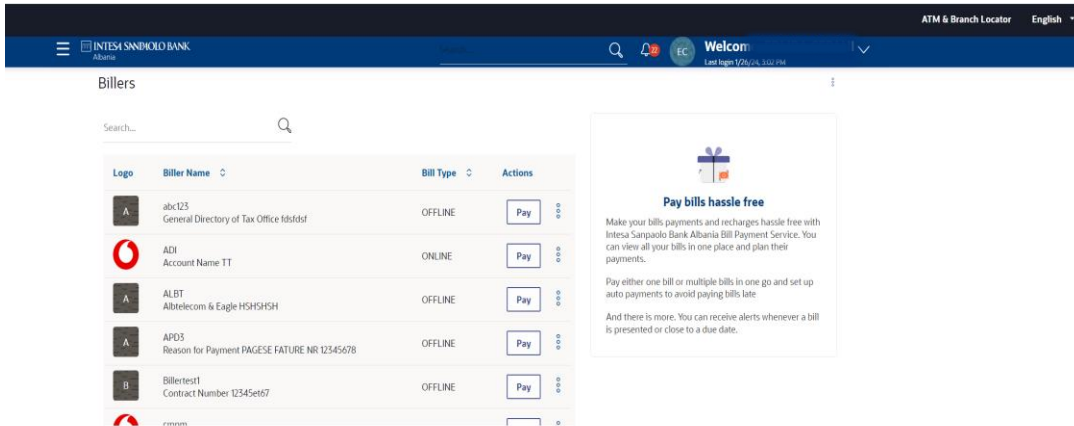 ATM & Branch Locator English
INTESA SANPAOLO BANK
Albania
Search...
22
EC
Welcom
Last login 1/26/24, 3:02 PM
Billers
Search...
Logo Biller Name Bill Type Actions
A abc123 OFFLINE Pay
General Directory of Tax Office fdsfdsf
ADI ONLINE Pay
Account Name TT
A ALBT OFFLINE Pay
Albtelecom & Eagle HSHSHSH
A APD3 OFFLINE Pay
Reason for Payment PAGESE FATURE NR 12345678
B Billertest1 OFFLINE Pay
Contract Number 12345et67
Pay bills hassle free
Make your bills payments and recharges hassle free with
Intesa Sanpaolo Bank Albania Bill Payment Service. You
can view all your bills in one place and plan their
payments.
Pay either one bill or multiple bills in one go and set up
auto payments to avoid paying bills late
And there is more. You can receive alerts whenever a bill
is presented or close to a due date.